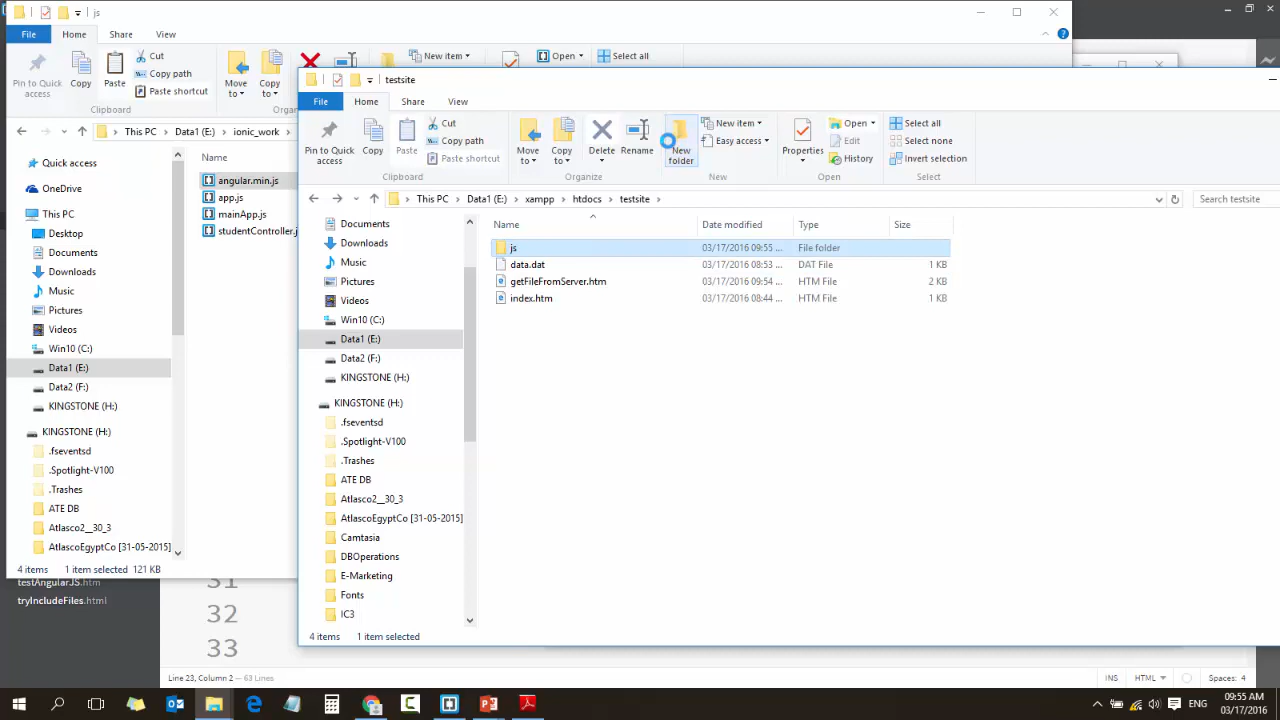 js
File Home Share View
Pin to Quick access
Copy
Paste
Cut
Copy path
Paste shortcut
Clipboard
Move to
Copy to
New item
Open
Select all
This PC Data1 (E:) ionic_work
Quick access
OneDrive
This PC
Desktop
Documents
Downloads
Music
Pictures
Videos
Win10 (C:)
Data1 (E:)
Data2 (F:)
KINGSTONE (H:)
KINGSTONE (H:)
.fseventsd
.Spotlight-V100
.Trashes
ATE DB
Atlasco2__30_3
AtlascoEgyptCo [31-05-2015]
Name
angular.min.js
app.js
mainApp.js
studentController.j
4 items 1 item selected 121 KB
testsite
File Home Share View
Pin to Quick access
Copy
Paste
Cut
Copy path
Paste shortcut
Clipboard
Move to
Copy to
Delete
Rename
Organize
New folder
New item
Easy access
New
Properties
Open
Edit
History
Open
Select all
Select none
Invert selection
Select
This PC Data1 (E:) xampp htdocs testsite
Search testsite
Documents
Downloads
Music
Pictures
Videos
Win10 (C:)
Data1 (E:)
Data2 (F:)
KINGSTONE (H:)
KINGSTONE (H:)
.fseventsd
.Spotlight-V100
.Trashes
ATE DB
Atlasco2__30_3
AtlascoEgyptCo [31-05-2015]
Camtasia
DBOperations
E-Marketing
Fonts
IC3
Name Date modified Type Size
js 03/17/2016 09:55 ... File folder
data.dat 03/17/2016 08:53 ... DAT File 1 KB
getFileFromServer.htm 03/17/2016 09:54 ... HTM File 2 KB
index.htm 03/17/2016 08:44 ... HTM File 1 KB
4 items 1 item selected
testAngularJS.htm
tryIncludeFiles.html
31
32
33
Line 23, Column 2 — 63 Lines
INS HTML Spaces: 4
ENG
09:55 AM
03/17/2016